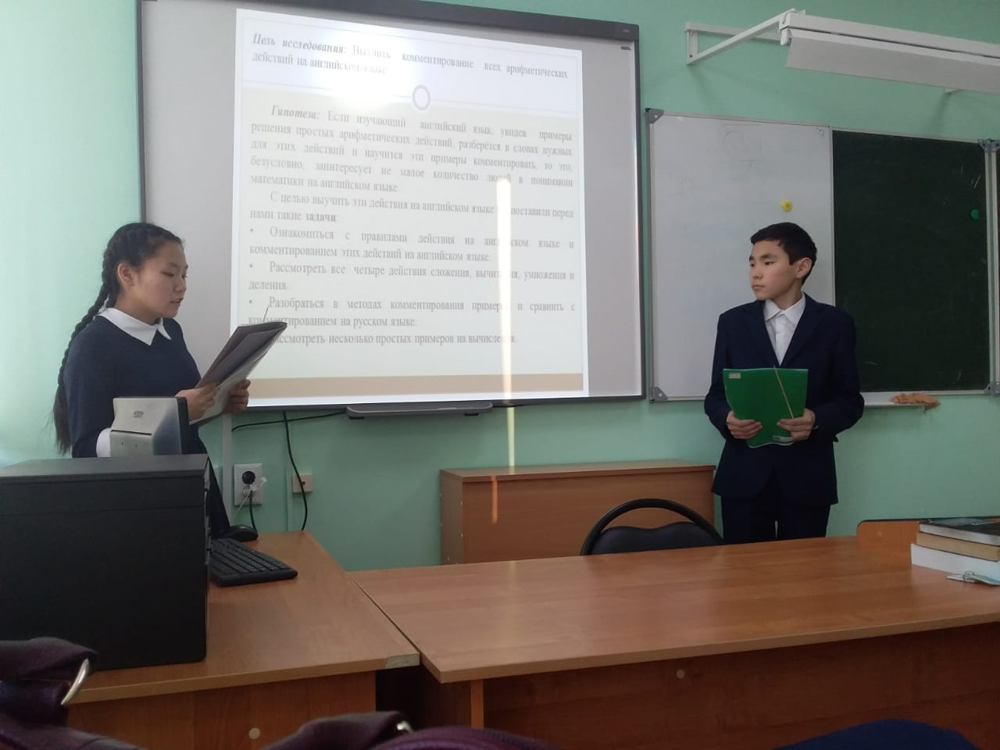 Цель исследования: Выучить комментирование всех арифметических
действий на английском языке
Гипотеза: Если изучающий английский язык, увидев примеры
решения простых арифметических действий, разберётся в словах нужных
для этих действий и научится эти примеры комментировать, то это,
безусловно, заинтересует не малое количество людей в понимании
математики на английском языке.
С целью выучить эти действия на английском языке поставили перед
нами такие задачи:
• Ознакомиться с правилами действия на английском языке и
комментированием этих действий на английском языке.
• Рассмотреть все четыре действия сложения, вычитания, умножения и
деления.
• Разобраться в методах комментирования примеров и сравнить с
комментированием на русском языке.
Рассмотреть несколько простых примеров на вычисления.